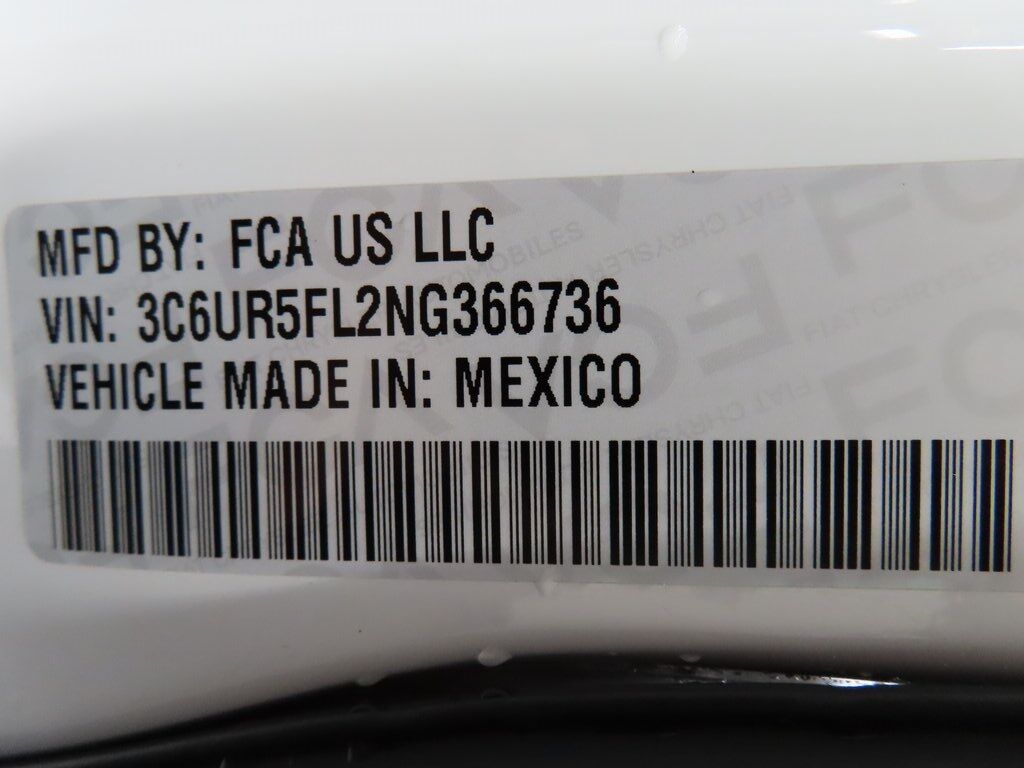 MFD BY: FCA US LLC
VIN: 3C6UR5FL2NG366736
VEHICLE MADE IN: MEXICO